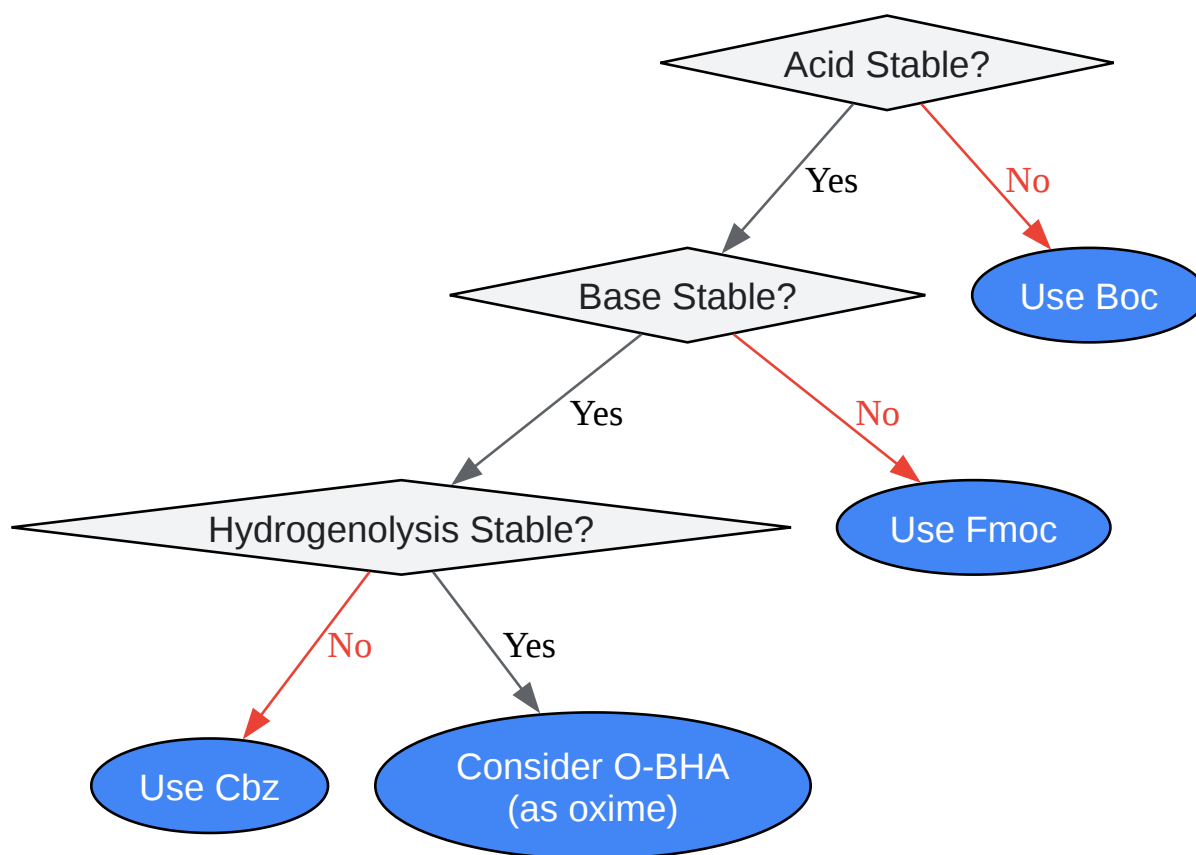 Acid Stable?
Yes
No
Base Stable?
Use Boc
Yes
No
Hydrogenolysis Stable?
Use Fmoc
No
Yes
Use Cbz
Consider O-BHA
(as oxime)